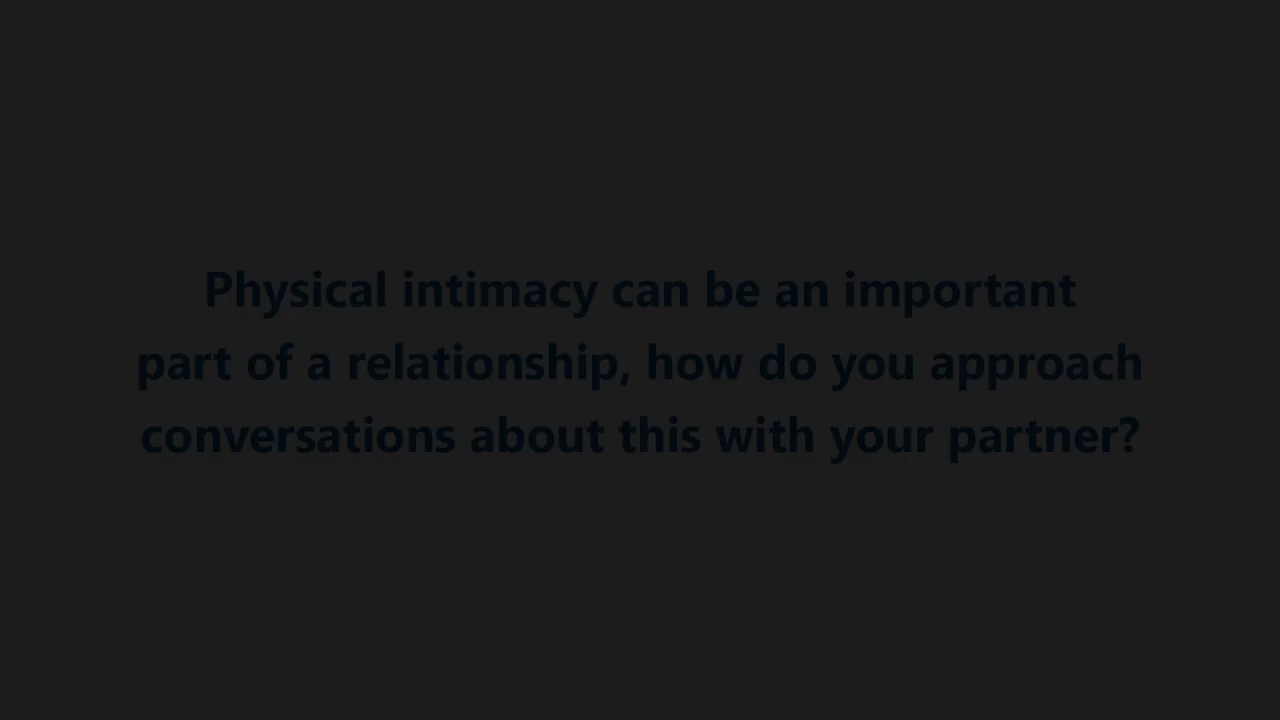 Physical intimacy can be an important
part of a relationship, how do you approach
conversations about this with your partner?